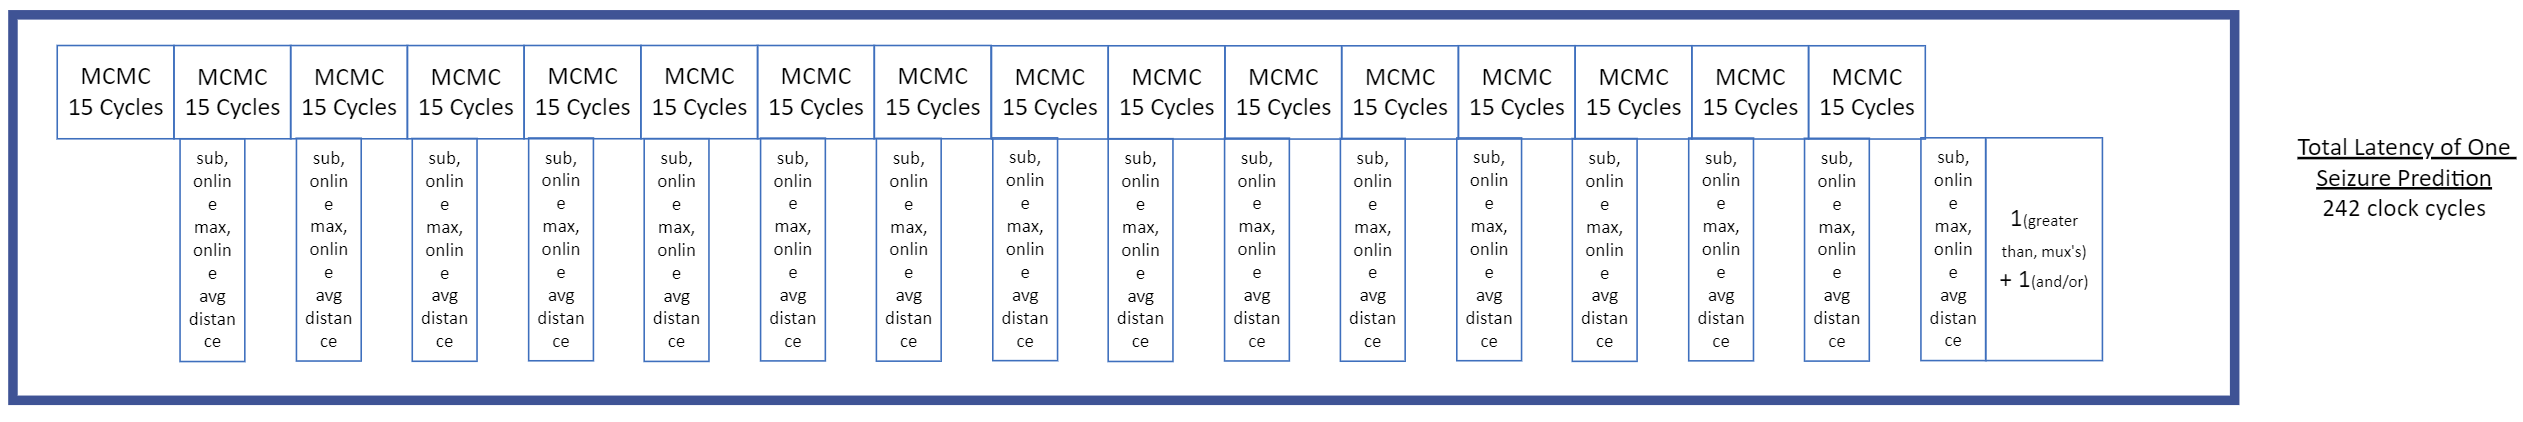 MCMC
15 Cycles
MCMC
15 Cycles
MCMC
15 Cycles
MCMC
15 Cycles
MCMC
15 Cycles
MCMC
15 Cycles
MCMC
15 Cycles
MCMC
15 Cycles
MCMC
15 Cycles
MCMC
15 Cycles
MCMC
15 Cycles
MCMC
15 Cycles
MCMC
15 Cycles
MCMC
15 Cycles
MCMC
15 Cycles
MCMC
15 Cycles
sub,
onlin
e
max,
onlin
e
avg
distan
ce
sub,
onlin
e
max,
onlin
e
avg
distan
ce
sub,
onlin
e
max,
onlin
e
avg
distan
ce
sub,
onlin
e
max,
onlin
e
avg
distan
ce
sub,
onlin
e
max,
onlin
e
avg
distan
ce
sub,
onlin
e
max,
onlin
e
avg
distan
ce
sub,
onlin
e
max,
onlin
e
avg
distan
ce
sub,
onlin
e
max,
onlin
e
avg
distan
ce
sub,
onlin
e
max,
onlin
e
avg
distan
ce
sub,
onlin
e
max,
onlin
e
avg
distan
ce
sub,
onlin
e
max,
onlin
e
avg
distan
ce
sub,
onlin
e
max,
onlin
e
avg
distan
ce
sub,
onlin
e
max,
onlin
e
avg
distan
ce
sub,
onlin
e
max,
onlin
e
avg
distan
ce
sub,
onlin
e
max,
onlin
e
avg
distan
ce
sub,
onlin
e
max,
onlin
e
avg
distan
ce
1(greater
than, mux's)
+ 1(and/or)
Total Latency of One
Seizure Predition
242 clock cycles